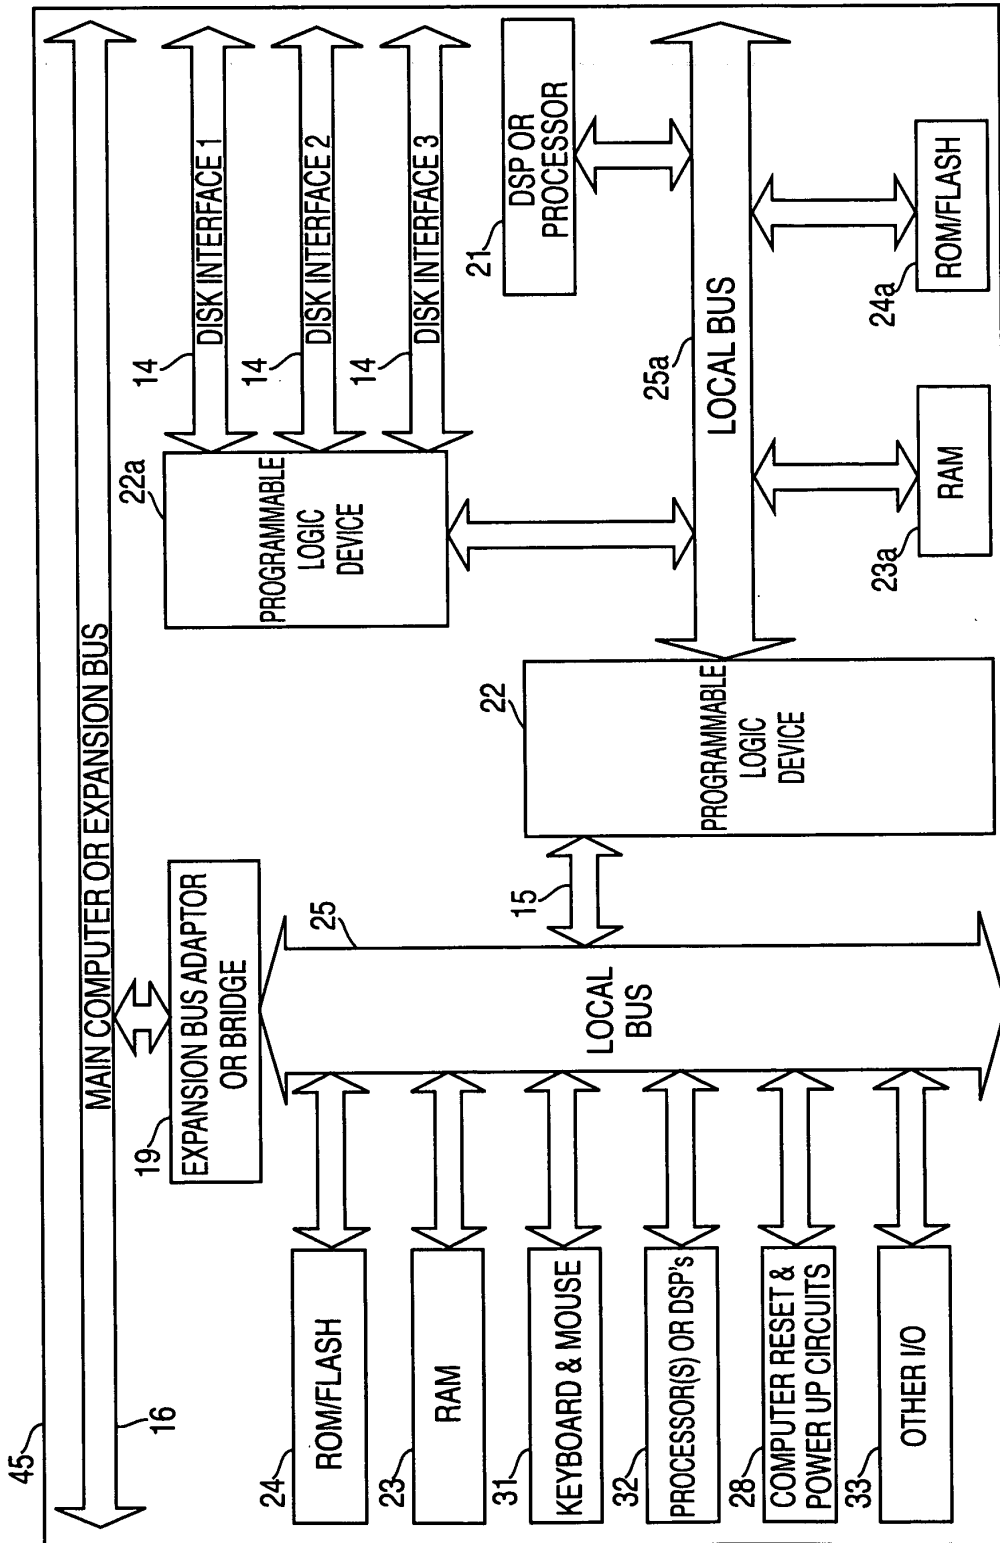 45
MAIN COMPUTER OR EXPANSION BUS
16
19
EXPANSION BUS ADAPTOR
OR BRIDGE
22a
PROGRAMMABLE
LOGIC
DEVICE
14
DISK INTERFACE 1
14
DISK INTERFACE 2
14
DISK INTERFACE 3
24
ROM/FLASH
23
RAM
31
KEYBOARD & MOUSE
32
PROCESSOR(S) OR DSP's
28
COMPUTER RESET &
POWER UP CIRCUITS
33
OTHER I/O
25
LOCAL
BUS
15
22
PROGRAMMABLE
LOGIC
DEVICE
21
DSP OR
PROCESSOR
25a
LOCAL BUS
23a
RAM
24a
ROM/FLASH